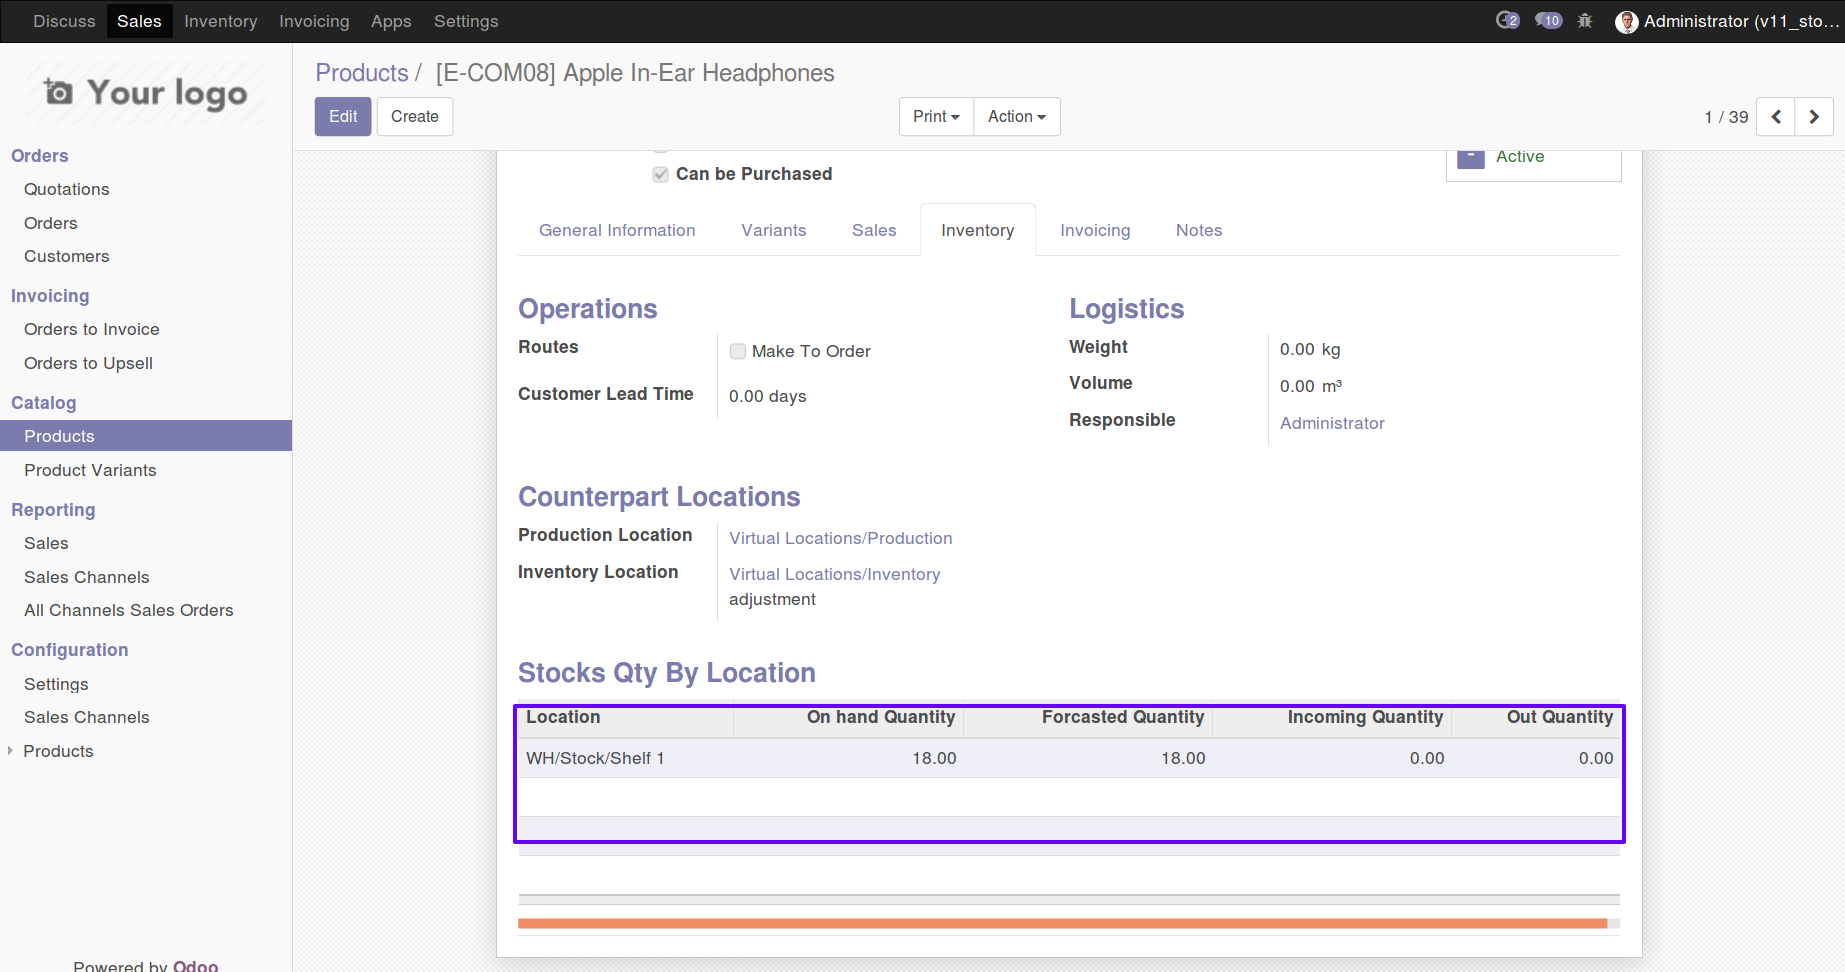 Discuss Sales Inventory Invoicing Apps Settings 2 10 Administrator (v11_sto...
Your logo
Products / [E-COM08] Apple In-Ear Headphones
Edit Create Print Action 1 / 39
Orders
Quotations
Orders
Customers
Invoicing
Orders to Invoice
Orders to Upsell
Catalog
Products
Product Variants
Reporting
Sales
Sales Channels
All Channels Sales Orders
Configuration
Settings
Sales Channels
Products
Powered by Odoo
Active
Can be Purchased
General Information Variants Sales Inventory Invoicing Notes
Operations
Routes Make To Order
Customer Lead Time 0.00 days
Logistics
Weight 0.00 kg
Volume 0.00 m³
Responsible Administrator
Counterpart Locations
Production Location Virtual Locations/Production
Inventory Location Virtual Locations/Inventory
adjustment
Stocks Qty By Location
Location On hand Quantity Forcasted Quantity Incoming Quantity Out Quantity
WH/Stock/Shelf 1 18.00 18.00 0.00 0.00